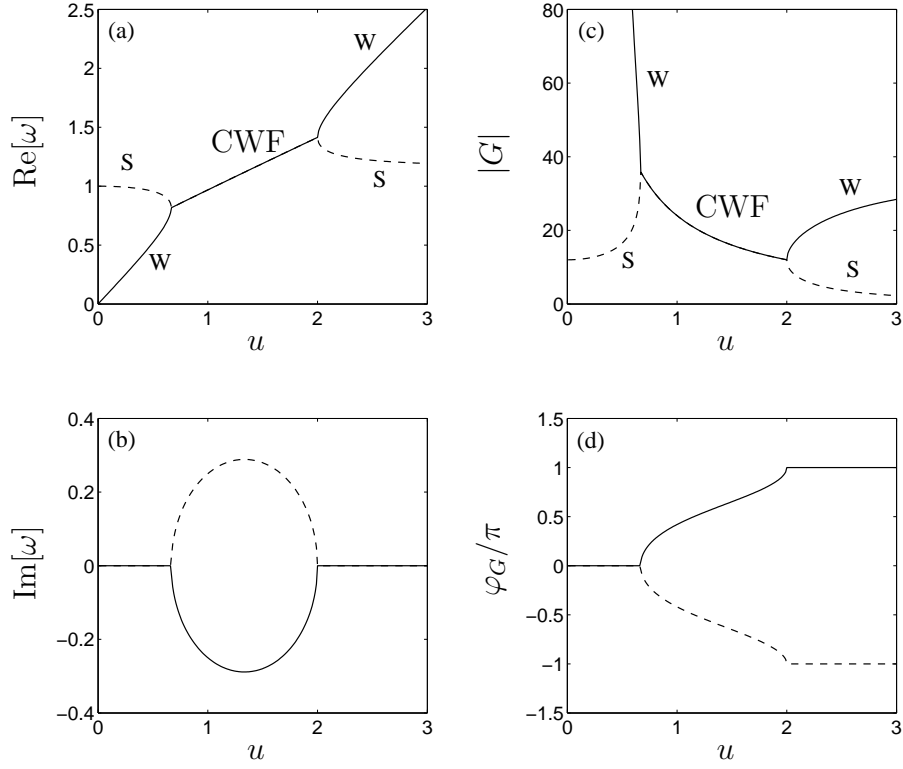 (a)
Re[ω]
2.5
2
1.5
1
0.5
0
S
W
CWF
W
S
0 1 2 3
u
(c)
|G|
80
60
40
20
0
W
S
CWF
W
S
0 1 2 3
u
(b)
Im[ω]
0.4
0.2
0
−0.2
−0.4
0 1 2 3
u
(d)
φ_G/π
1.5
1
0.5
0
−0.5
−1
−1.5
0 1 2 3
u